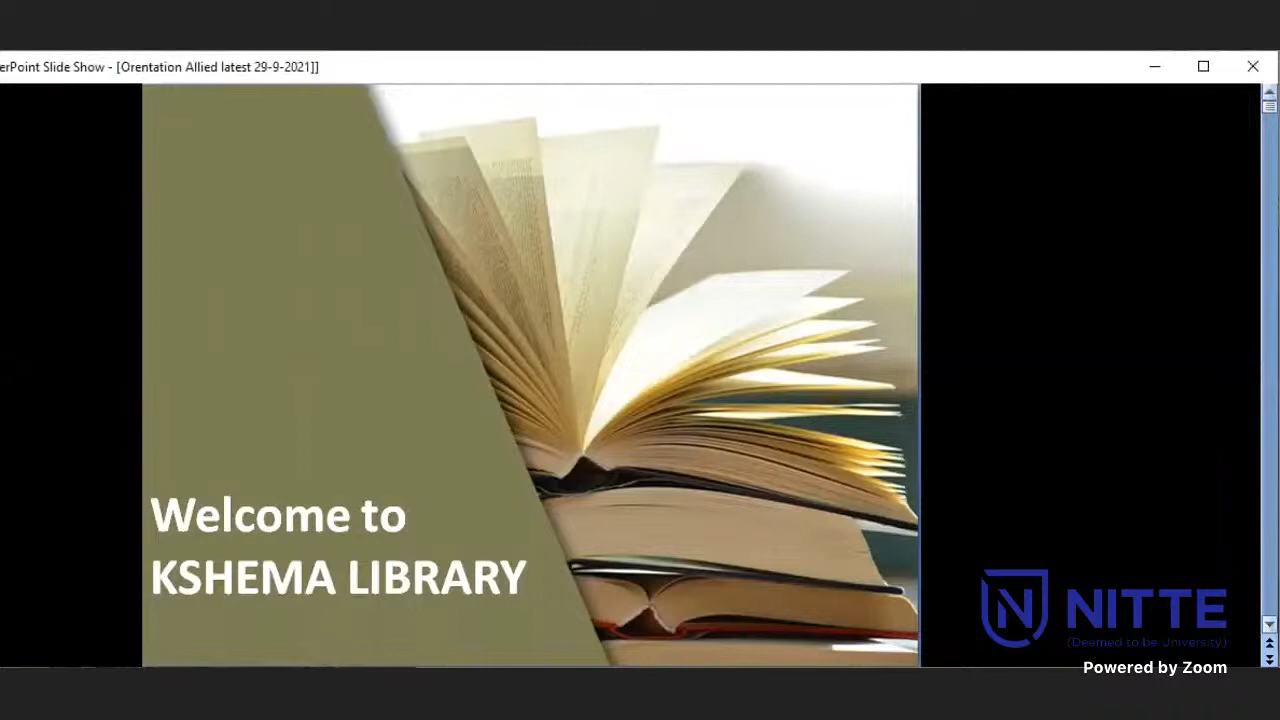 erPoint Slide Show - [Orentation Allied latest 29-9-2021]]
Welcome to
KSHEMA LIBRARY
N NITTE
(Deemed to be University)
Powered by Zoom